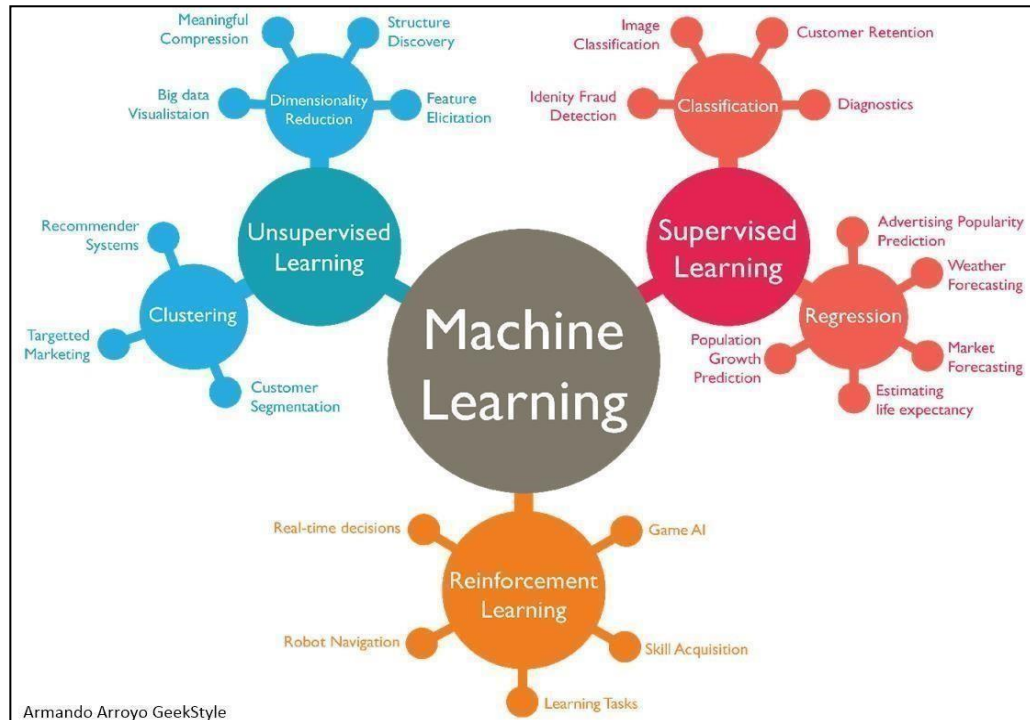 Meaningful
Compression
Structure
Discovery
Big data
Visualistaion
Dimensionality
Reduction
Feature
Elicitation
Image
Classification
Customer Retention
Idenity Fraud
Detection
Classification
Diagnostics
Unsupervised
Learning
Supervised
Learning
Recommender
Systems
Clustering
Targetted
Marketing
Customer
Segmentation
Machine
Learning
Advertising Popularity
Prediction
Weather
Forecasting
Regression
Population
Growth
Prediction
Market
Forecasting
Estimating
life expectancy
Real-time decisions
Game AI
Reinforcement
Learning
Robot Navigation
Skill Acquisition
Learning Tasks
Armando Arroyo GeekStyle